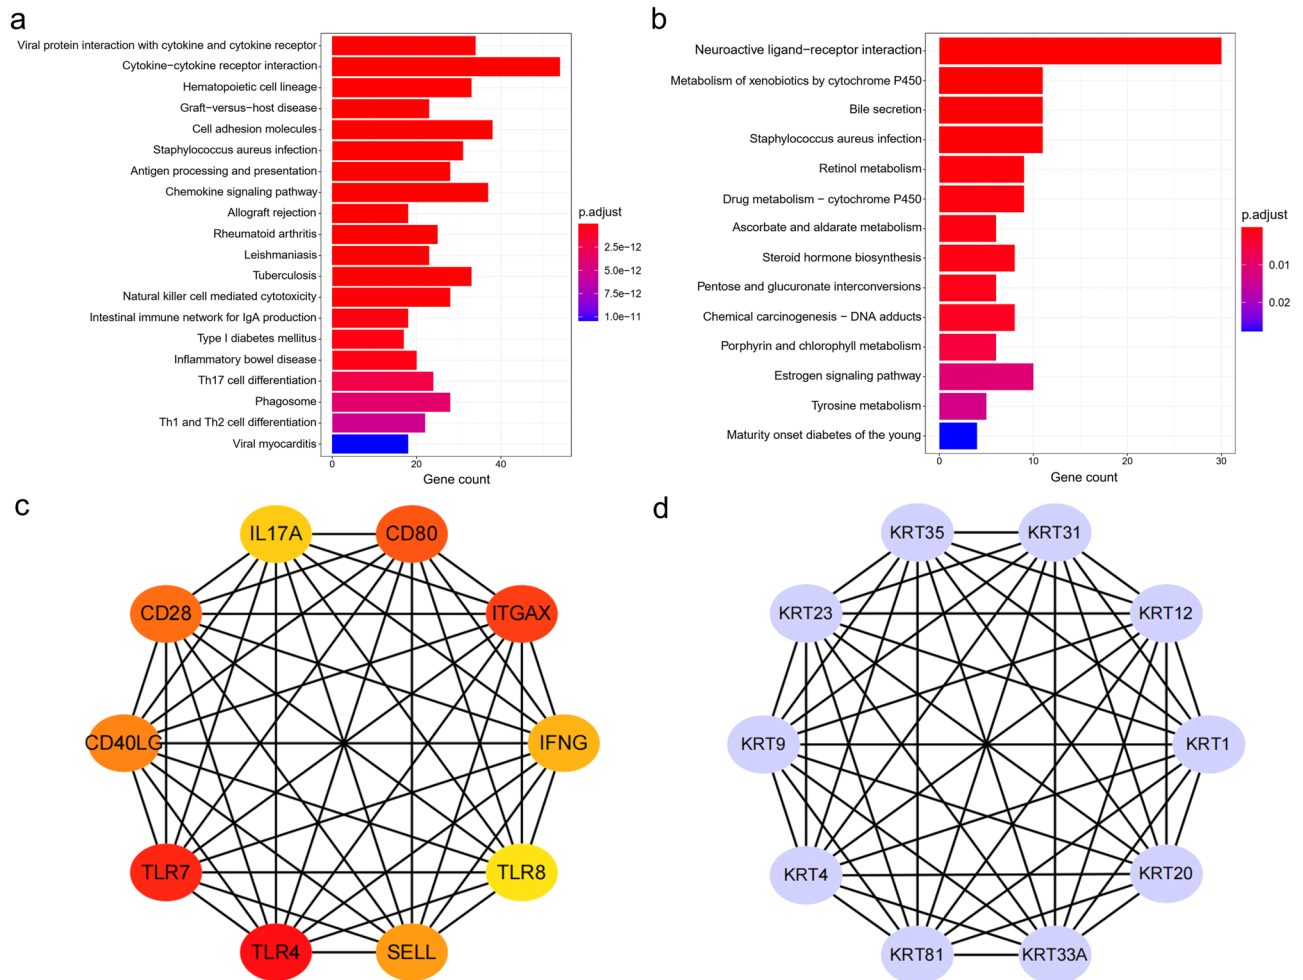 a
Viral protein interaction with cytokine and cytokine receptor
Cytokine−cytokine receptor interaction
Hematopoietic cell lineage
Graft−versus−host disease
Cell adhesion molecules
Staphylococcus aureus infection
Antigen processing and presentation
Chemokine signaling pathway
Allograft rejection
Rheumatoid arthritis
Leishmaniasis
Tuberculosis
Natural killer cell mediated cytotoxicity
Intestinal immune network for IgA production
Type I diabetes mellitus
Inflammatory bowel disease
Th17 cell differentiation
Phagosome
Th1 and Th2 cell differentiation
Viral myocarditis
0 20 40
Gene count
p.adjust
2.5e−12
5.0e−12
7.5e−12
1.0e−11
b
Neuroactive ligand−receptor interaction
Metabolism of xenobiotics by cytochrome P450
Bile secretion
Staphylococcus aureus infection
Retinol metabolism
Drug metabolism − cytochrome P450
Ascorbate and aldarate metabolism
Steroid hormone biosynthesis
Pentose and glucuronate interconversions
Chemical carcinogenesis − DNA adducts
Porphyrin and chlorophyll metabolism
Estrogen signaling pathway
Tyrosine metabolism
Maturity onset diabetes of the young
0 10 20 30
Gene count
p.adjust
0.01
0.02
c
IL17A CD80
CD28 ITGAX
CD40LG IFNG
TLR7 TLR8
TLR4 SELL
d
KRT35 KRT31
KRT23 KRT12
KRT9 KRT1
KRT4 KRT20
KRT81 KRT33A